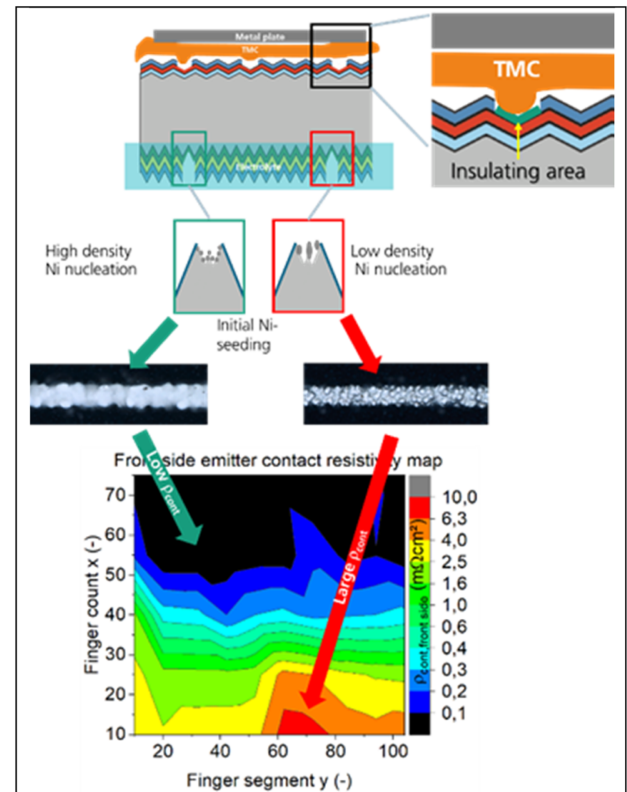 Metal plate
TMC
TMC
Insulating area
Electrolyte
High density
Ni nucleation
Low density
Ni nucleation
Initial Ni-
seeding
Front side emitter contact resistivity map
Low ρcont
Large ρcont
70
60
50
40
30
20
10
Finger count x (-)
20
40
60
80
100
Finger segment y (-)
10,0
6,3
4,0
2,5
1,6
1,0
0,6
0,4
0,3
0,2
0,1
ρcont,front side (mΩcm²)